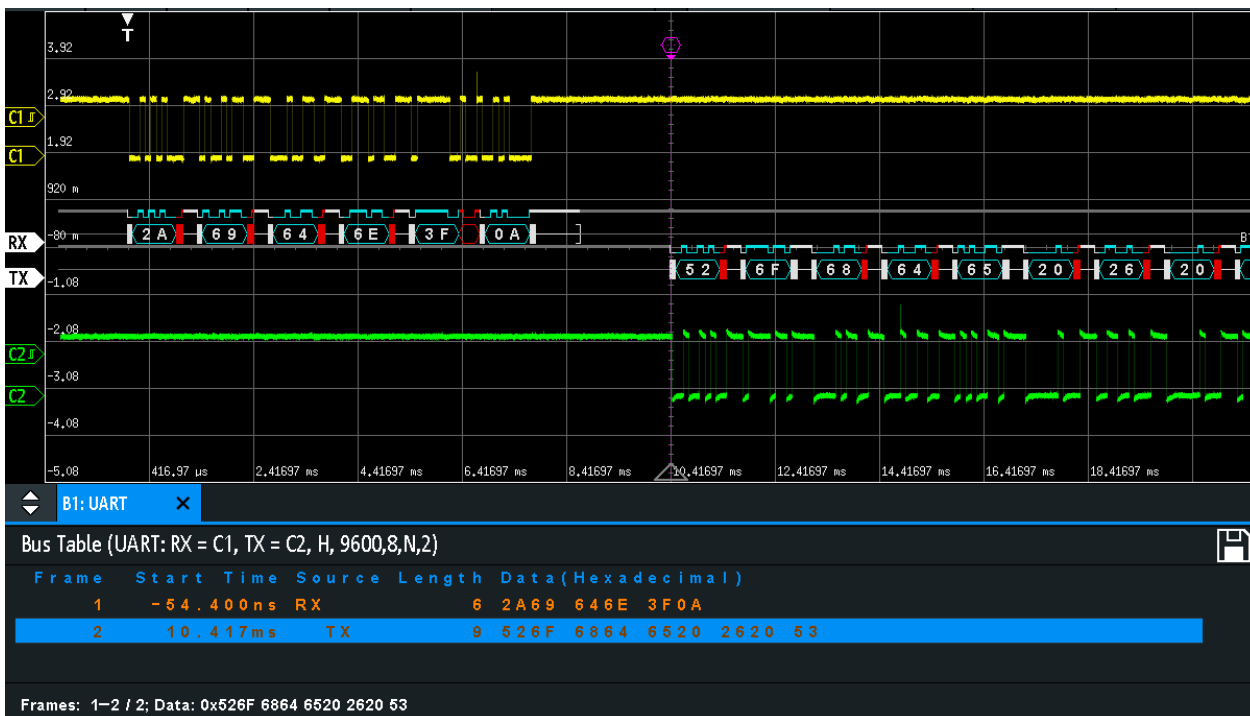 T
3.92
2.92
C1
1.92
C1
920 m
RX -80 m 2A 69 64 6E 3F 0A B
TX -1.08 52 6F 68 64 65 20 26 20
-2.08
C2
-3.08
C2
-4.08
-5.08 416.97 µs 2.41697 ms 4.41697 ms 6.41697 ms 8.41697 ms 10.41697 ms 12.41697 ms 14.41697 ms 16.41697 ms 18.41697 ms
B1: UART ×
Bus Table (UART: RX = C1, TX = C2, H, 9600,8,N,2)
Frame Start Time Source Length Data(Hexadecimal)
1 -54.400ns RX 6 2A69 646E 3F0A
2 10.417ms TX 9 526F 6864 6520 2620 53
Frames: 1-2 / 2; Data: 0x526F 6864 6520 2620 53